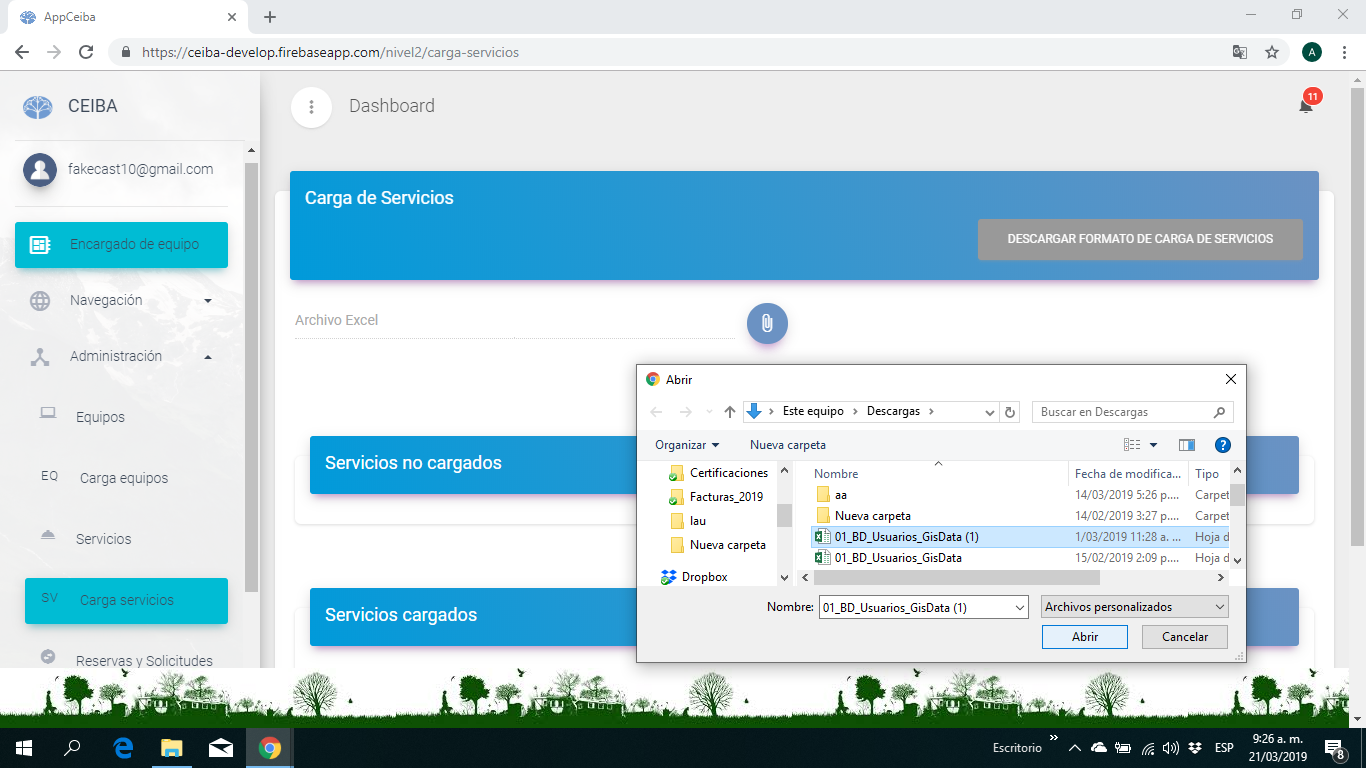 AppCeiba
https://ceiba-develop.firebaseapp.com/nivel2/carga-servicios
A
CEIBA
Dashboard
11
fakecast10@gmail.com
Encargado de equipo
Navegación
Administración
Equipos
EQ Carga equipos
Servicios
SV Carga servicios
Reservas y Solicitudes
Carga de Servicios
DESCARGAR FORMATO DE CARGA DE SERVICIOS
Archivo Excel
Servicios no cargados
Servicios cargados
Abrir
Este equipo > Descargas >
Buscar en Descargas
Organizar
Nueva carpeta
?
Certificaciones
Facturas_2019
lau
Nueva carpeta
Dropbox
Nombre Fecha de modifica... Tipo
aa 14/03/2019 5:26 p.... Carpet
Nueva carpeta 14/02/2019 3:27 p.... Carpet
01_BD_Usuarios_GisData (1) 1/03/2019 11:28 a. ... Hoja d
01_BD_Usuarios_GisData 15/02/2019 2:09 p.... Hoja d
Nombre: 01_BD_Usuarios_GisData (1)
Archivos personalizados
Abrir
Cancelar
Escritorio
ESP
9:26 a. m.
21/03/2019
8